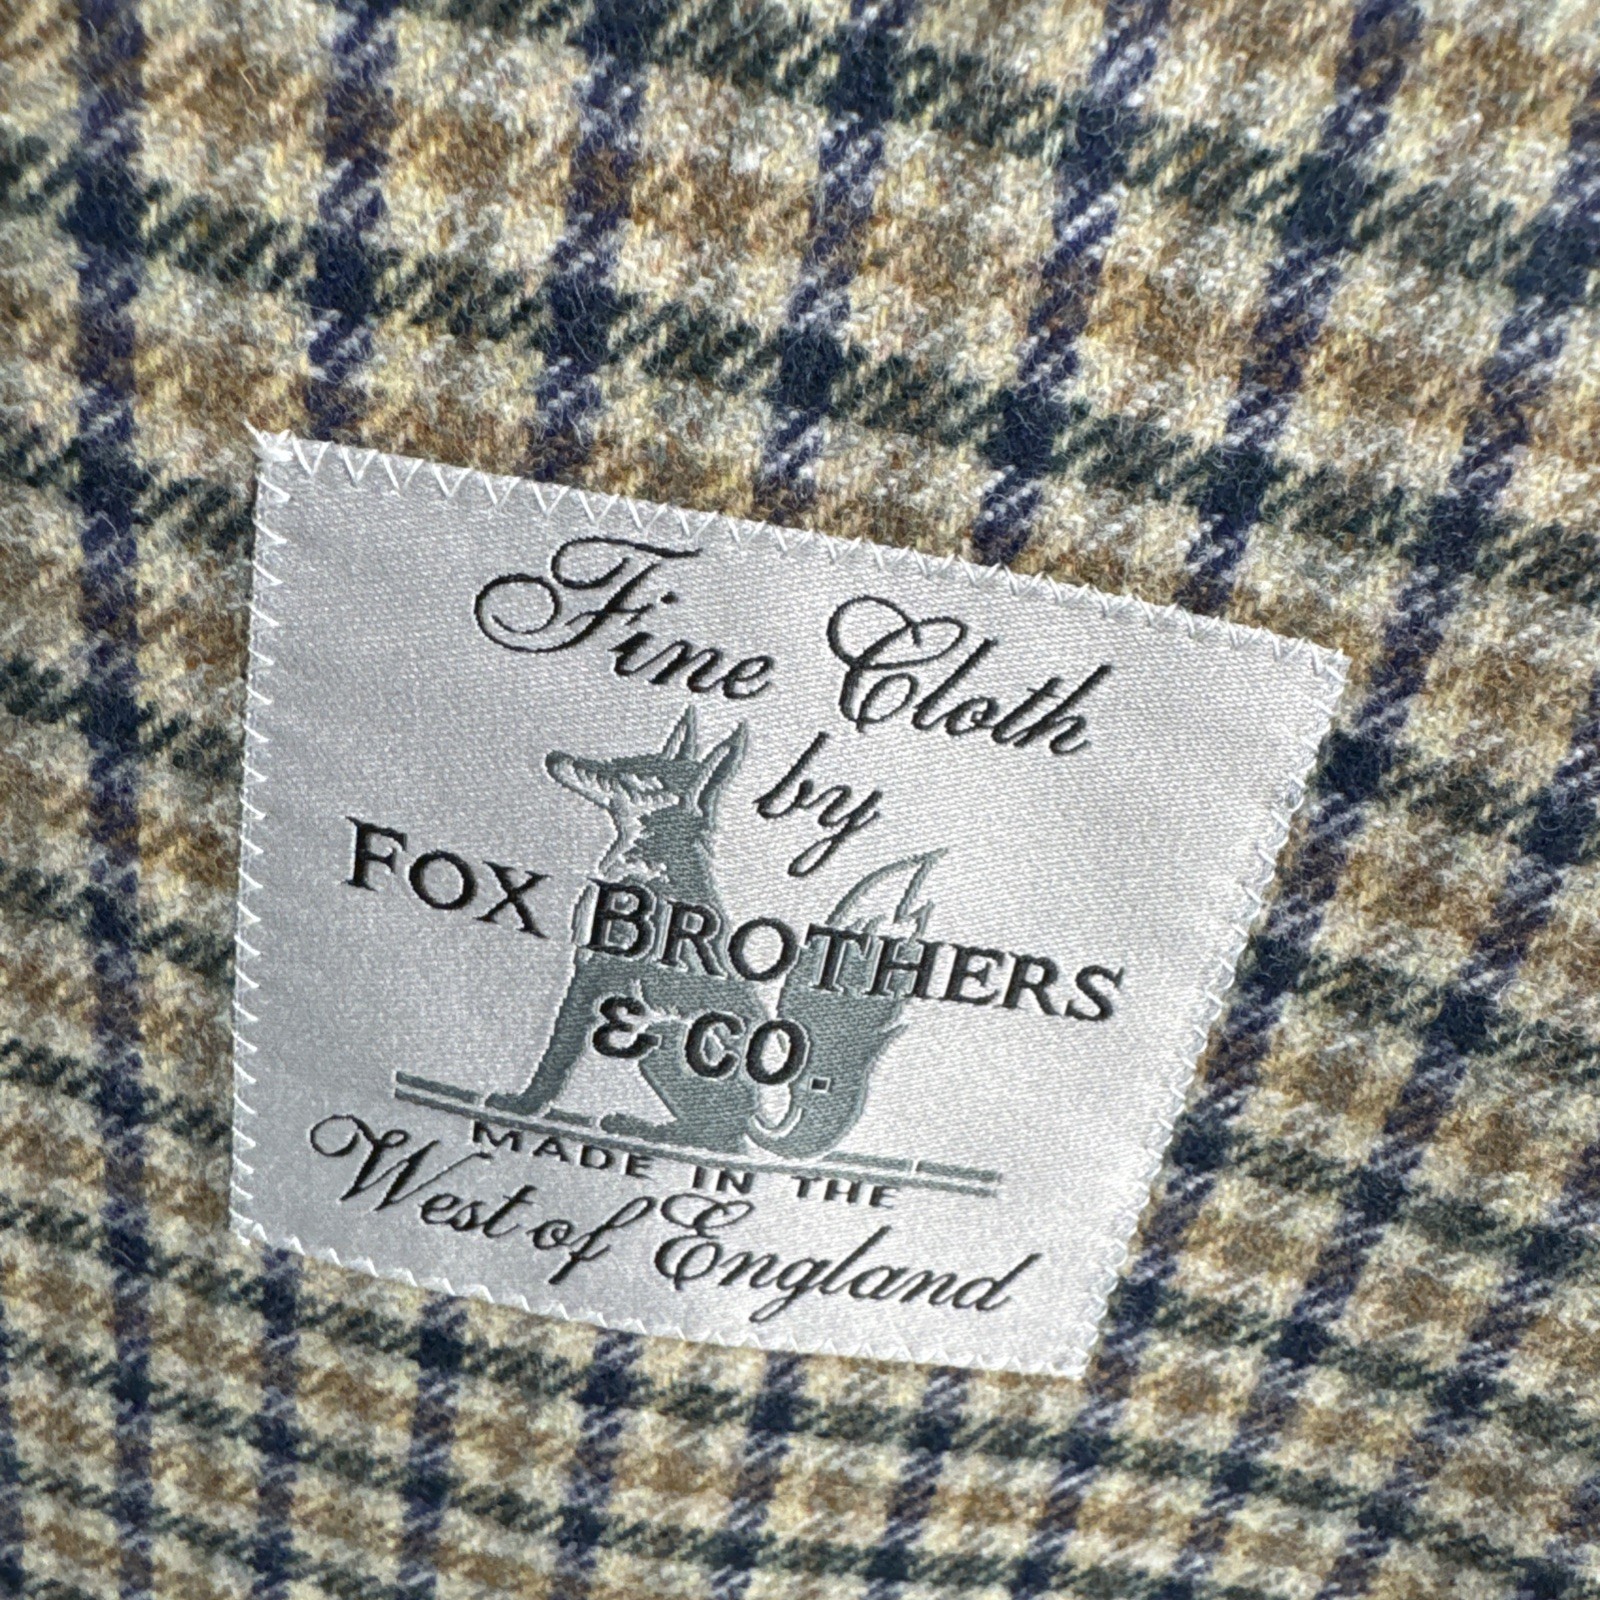 Fine Cloth
by
FOX BROTHERS
& CO.
MADE IN THE
West of England